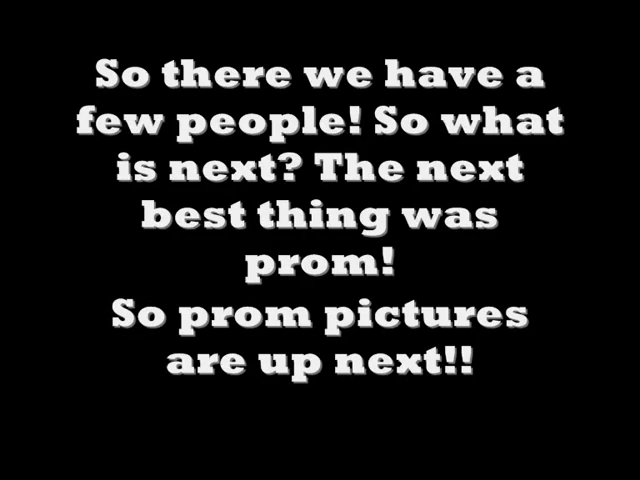 So there we have a
few people! So what
is next? The next
best thing was
prom!
So prom pictures
are up next!!